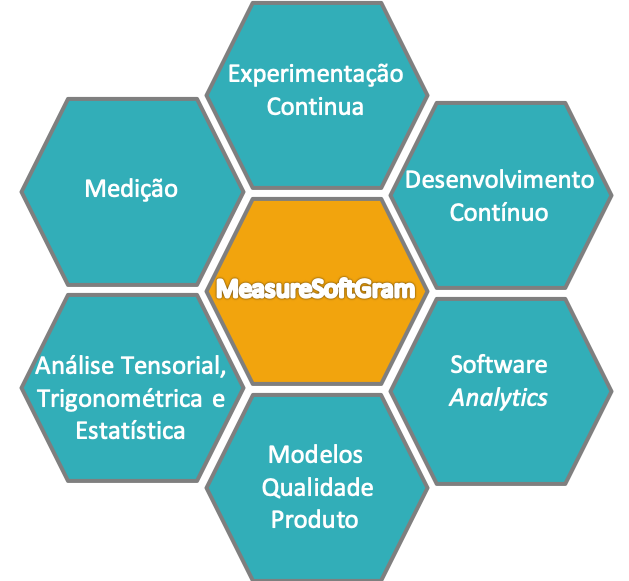 Experimentação
Continua
Medição
Desenvolvimento
Contínuo
MeasureSoftGram
Análise Tensorial,
Trigonométrica e
Estatística
Software
Analytics
Modelos
Qualidade
Produto